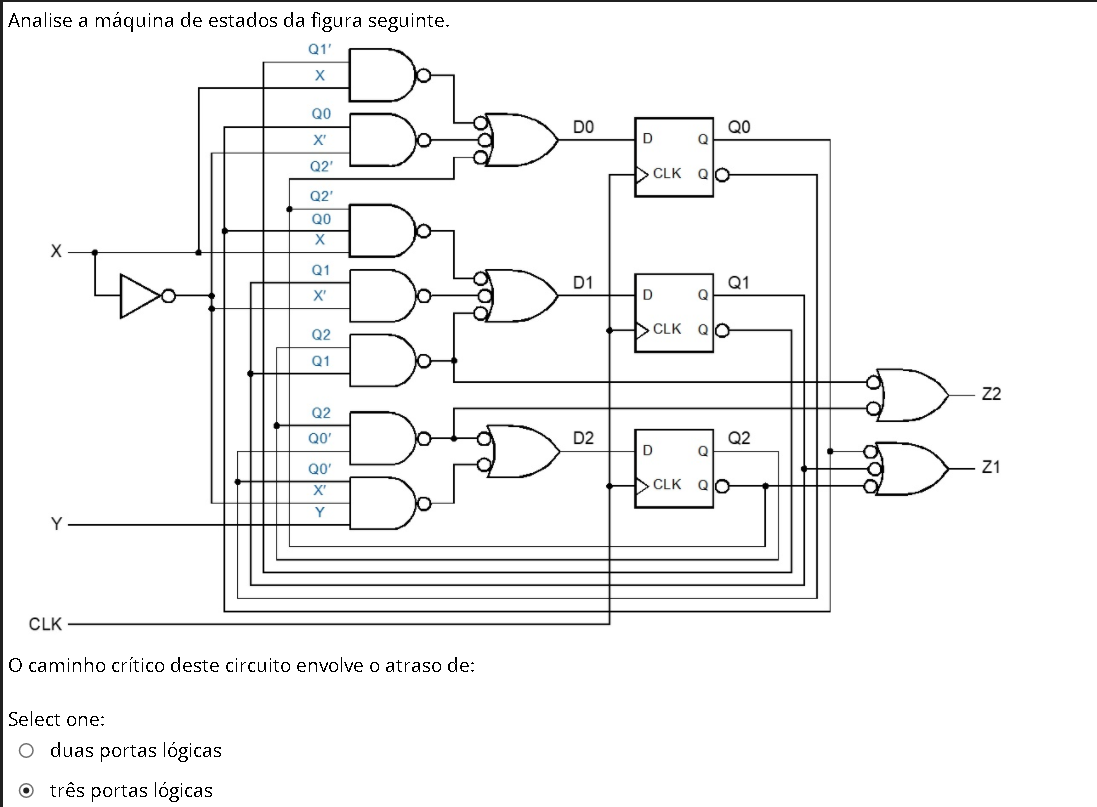 Analise a máquina de estados da figura seguinte.
Q1'
X
Q0
X'
Q2'
D0
D Q
CLK Q
Q0
Q2'
Q0
X
X
Q1
X'
D1
D Q
CLK Q
Q1
Q2
Q1
Z2
Q2
Q0'
D2
D Q
CLK Q
Q2
Z1
Q0'
X'
Y
Y
CLK
O caminho crítico deste circuito envolve o atraso de:
Select one:
duas portas lógicas
três portas lógicas